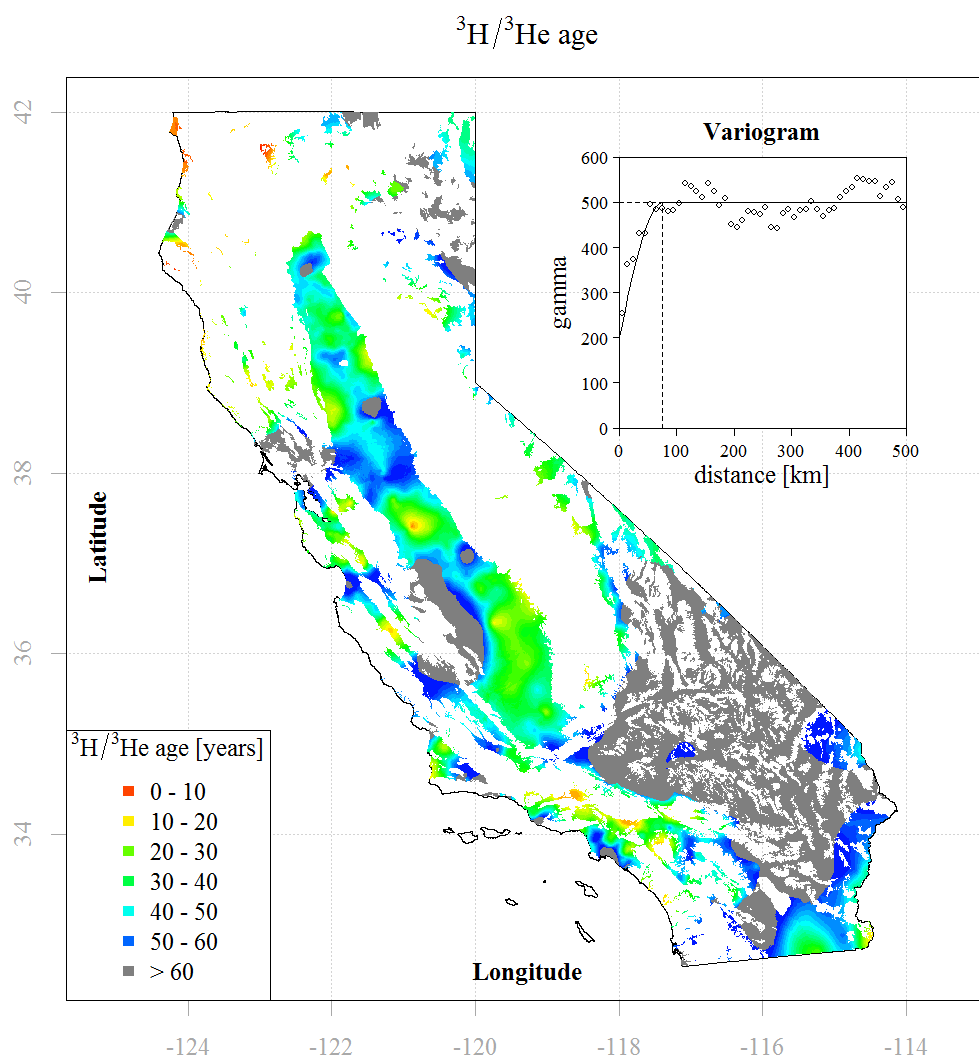 ³H/³He age
Variogram
600
500
400
300
200
100
0
gamma
0 100 200 300 400 500
distance [km]
42
40
38
36
34
Latitude
³H/³He age [years]
0 - 10
10 - 20
20 - 30
30 - 40
40 - 50
50 - 60
> 60
Longitude
-124 -122 -120 -118 -116 -114